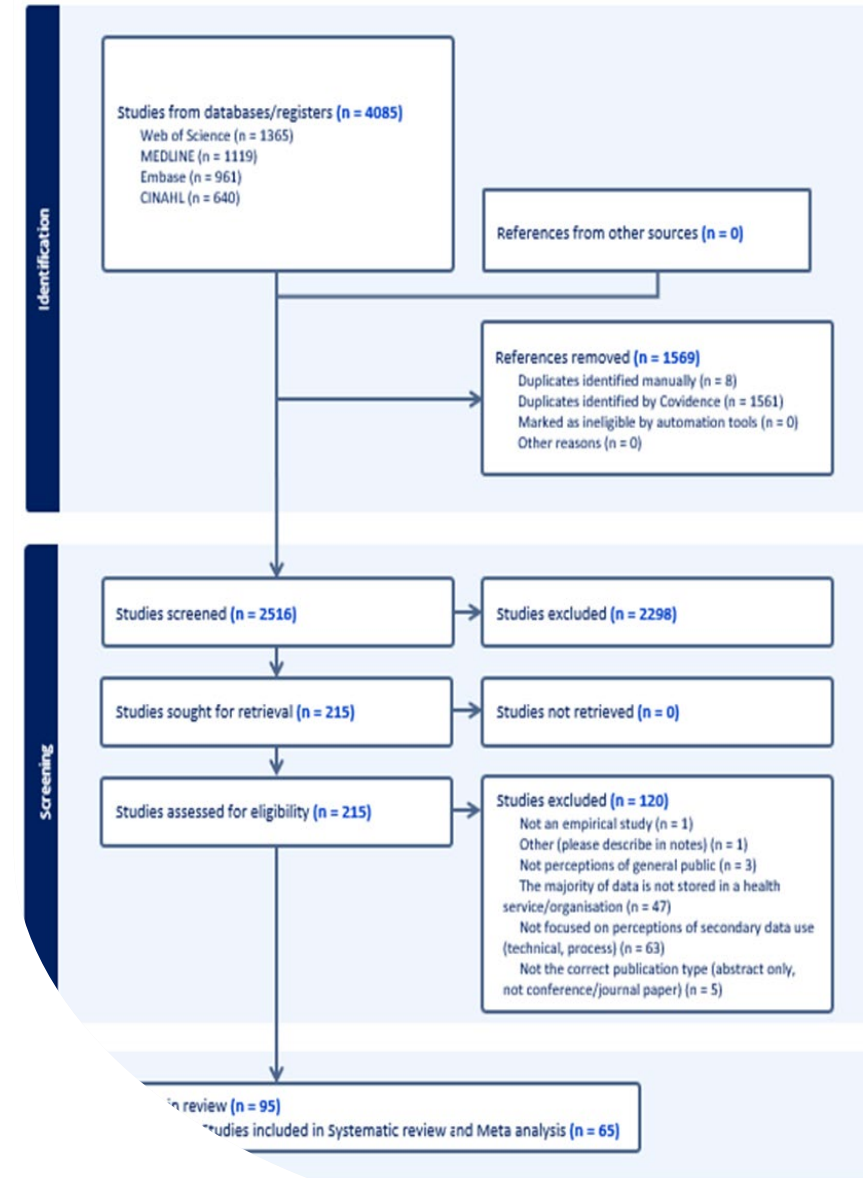 Identification
Studies from databases/registers (n = 4085)
Web of Science (n = 1365)
MEDLINE (n = 1119)
Embase (n = 961)
CINAHL (n = 640)
References from other sources (n = 0)
References removed (n = 1569)
Duplicates identified manually (n = 8)
Duplicates identified by Covidence (n = 1561)
Marked as ineligible by automation tools (n = 0)
Other reasons (n = 0)
Screening
Studies screened (n = 2516)
Studies excluded (n = 2298)
Studies sought for retrieval (n = 215)
Studies not retrieved (n = 0)
Studies assessed for eligibility (n = 215)
Studies excluded (n = 120)
Not an empirical study (n = 1)
Other (please describe in notes) (n = 1)
Not perceptions of general public (n = 3)
The majority of data is not stored in a health
service/organisation (n = 47)
Not focused on perceptions of secondary data use
(technical, process) (n = 63)
Not the correct publication type (abstract only,
not conference/journal paper) (n = 5)
in review (n = 95)
Studies included in Systematic review and Meta analysis (n = 65)